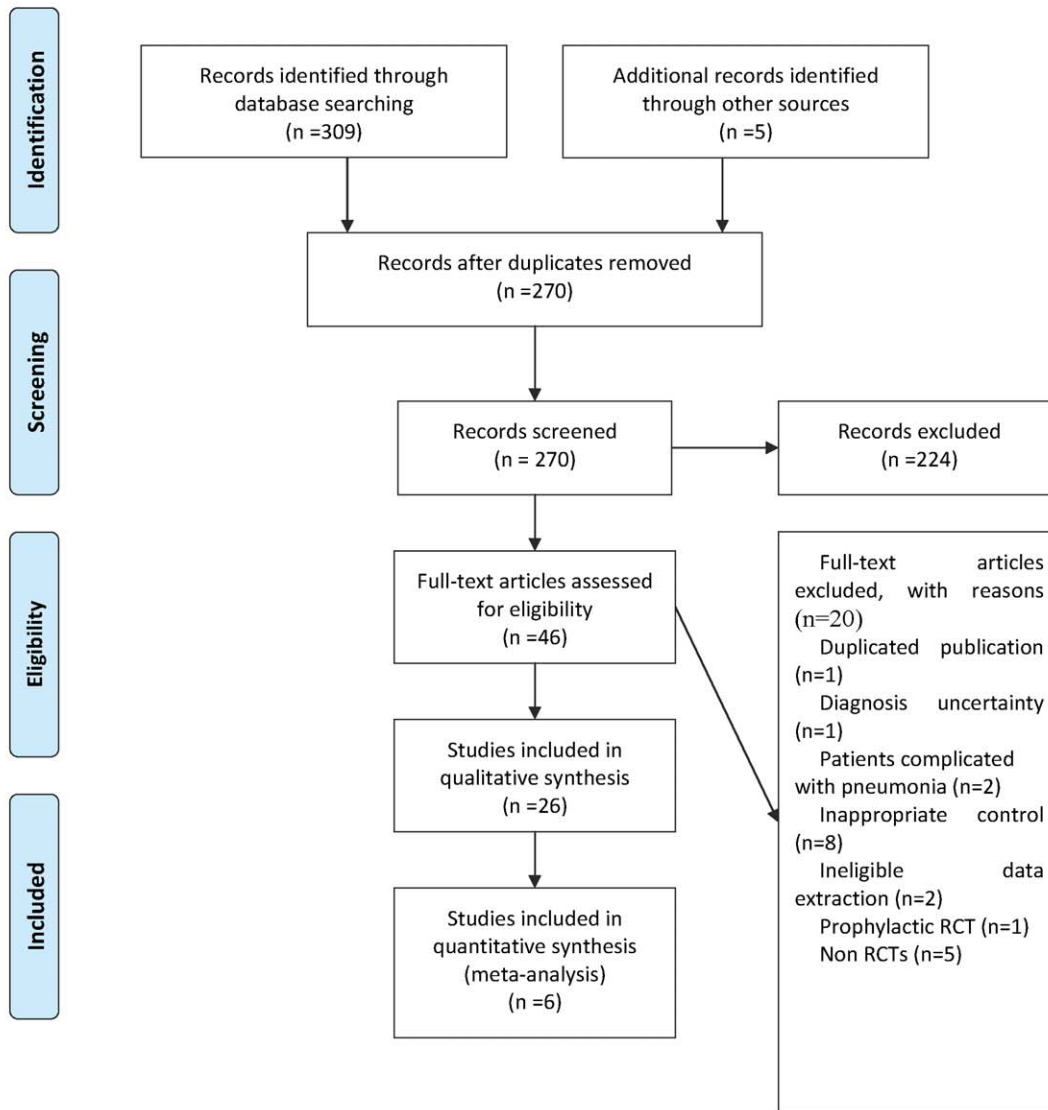 Identification
Records identified through
database searching
(n =309)
Additional records identified
through other sources
(n =5)
Records after duplicates removed
(n =270)
Screening
Records screened
(n = 270)
Records excluded
(n =224)
Eligibility
Full-text articles assessed
for eligibility
(n =46)
Full-text articles
excluded, with reasons
(n=20)
Duplicated publication
(n=1)
Diagnosis uncertainty
(n=1)
Patients complicated
with pneumonia (n=2)
Inappropriate control
(n=8)
Ineligible data
extraction (n=2)
Prophylactic RCT (n=1)
Non RCTs (n=5)
Studies included in
qualitative synthesis
(n =26)
Included
Studies included in
quantitative synthesis
(meta-analysis)
(n =6)